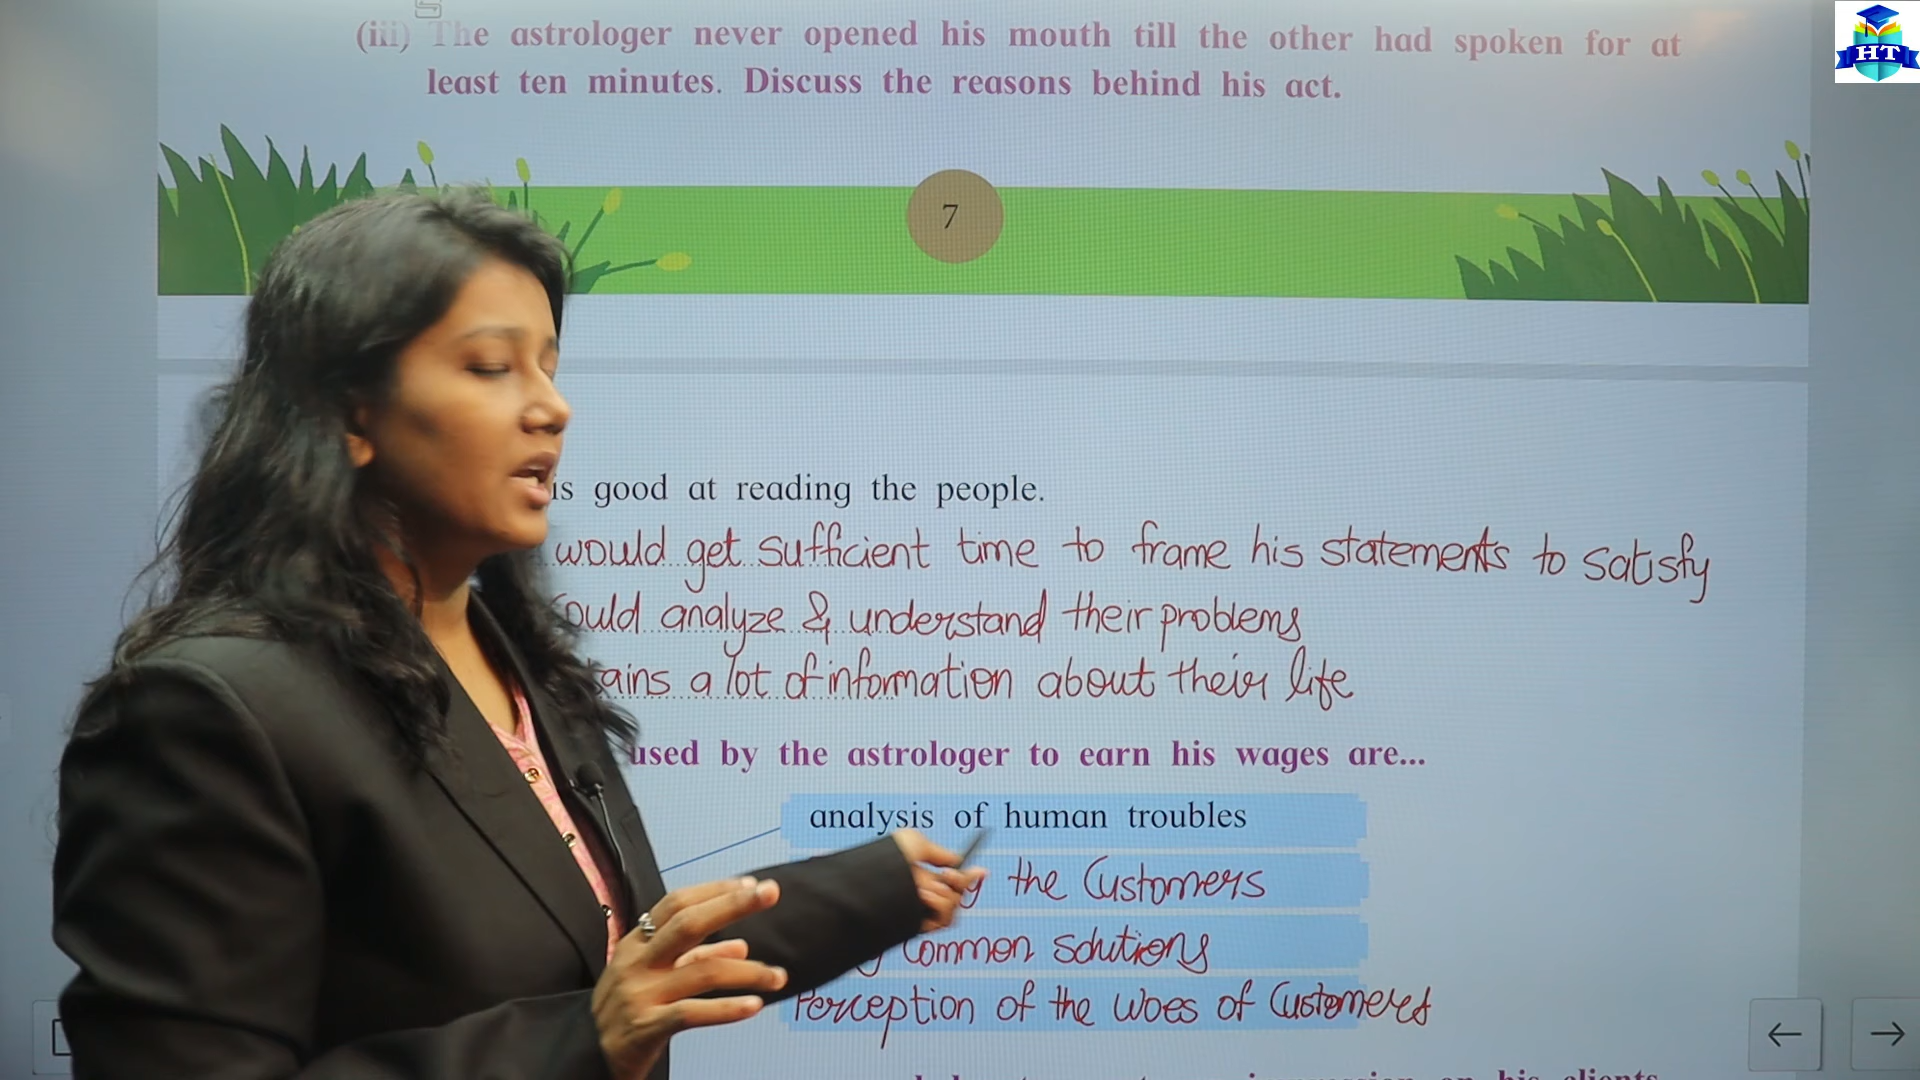 HT
(iii) The astrologer never opened his mouth till the other had spoken for at
least ten minutes. Discuss the reasons behind his act.
7
is good at reading the people.
would get sufficient time to frame his statements to satisfy
ould analyze & understand their problems
ains a lot of information about their life
used by the astrologer to earn his wages are...
analysis of human troubles
the Customers
Common Solutions
Perception of the woes of Customers